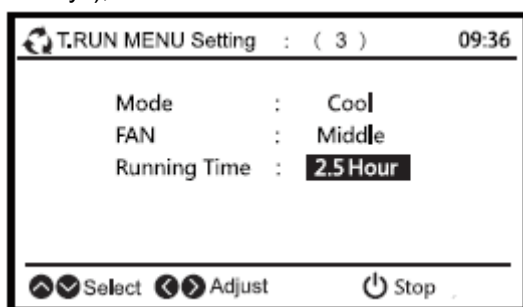 T.RUN MENU Setting : ( 3 ) 09:36
Mode : Cool
FAN : Middle
Running Time : 2.5 Hour
Select Adjust Stop